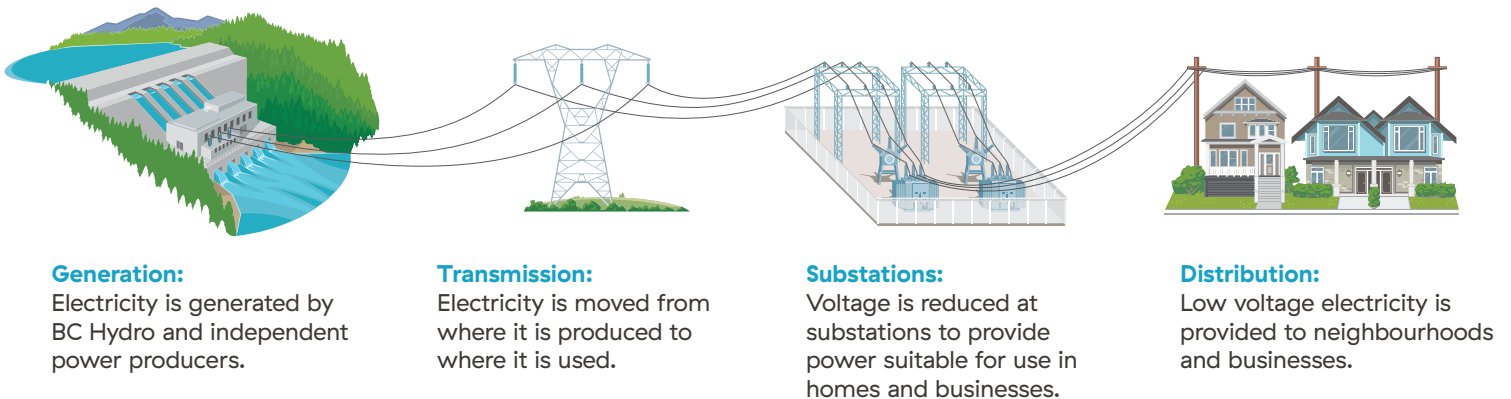 Generation:
Electricity is generated by
BC Hydro and independent
power producers.
Transmission:
Electricity is moved from
where it is produced to
where it is used.
Substations:
Voltage is reduced at
substations to provide
power suitable for use in
homes and businesses.
Distribution:
Low voltage electricity is
provided to neighbourhoods
and businesses.